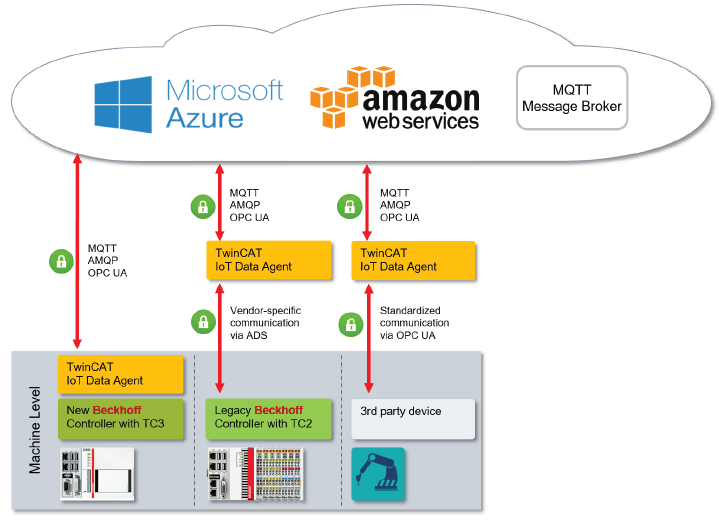 Microsoft
Azure
amazon
web services
MQTT
Message Broker
MQTT
AMQP
OPC UA
MQTT
AMQP
OPC UA
MQTT
AMQP
OPC UA
TwinCAT
IoT Data Agent
TwinCAT
IoT Data Agent
Vendor-specific
communication
via ADS
Standardized
communication
via OPC UA
Machine Level
TwinCAT
IoT Data Agent
New Beckhoff
Controller with TC3
Legacy Beckhoff
Controller with TC2
3rd party device